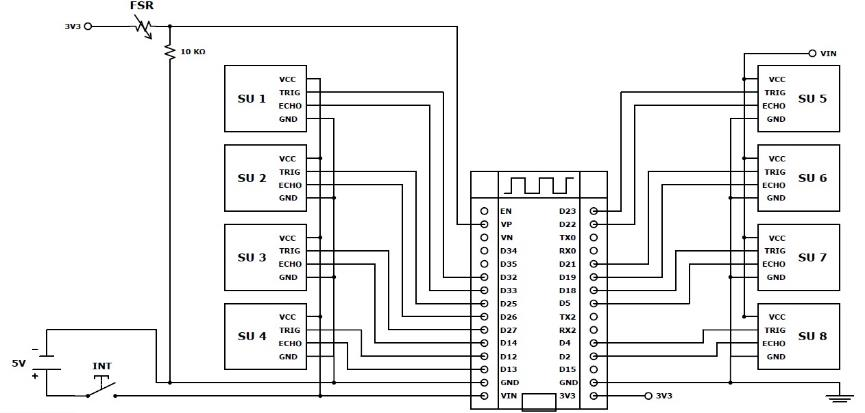 FSR
3V3
10 KΩ
VIN
SU 1
VCC
TRIG
ECHO
GND
SU 2
VCC
TRIG
ECHO
GND
SU 3
VCC
TRIG
ECHO
GND
SU 4
VCC
TRIG
ECHO
GND
5V
−
+
INT
EN
VP
VN
D34
D35
D32
D33
D25
D26
D27
D14
D12
D13
GND
VIN
D23
D22
TX0
RX0
D21
D19
D18
D5
TX2
RX2
D4
D2
D15
GND
3V3
3V3
VCC
TRIG
ECHO
GND
SU 5
VCC
TRIG
ECHO
GND
SU 6
VCC
TRIG
ECHO
GND
SU 7
VCC
TRIG
ECHO
GND
SU 8